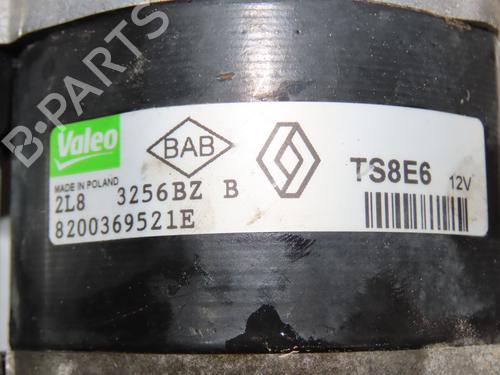 Valeo
BAB
TS8E6 12V
MADE IN POLAND
2L8 3256BZ B
8200369521E
B-PARTS